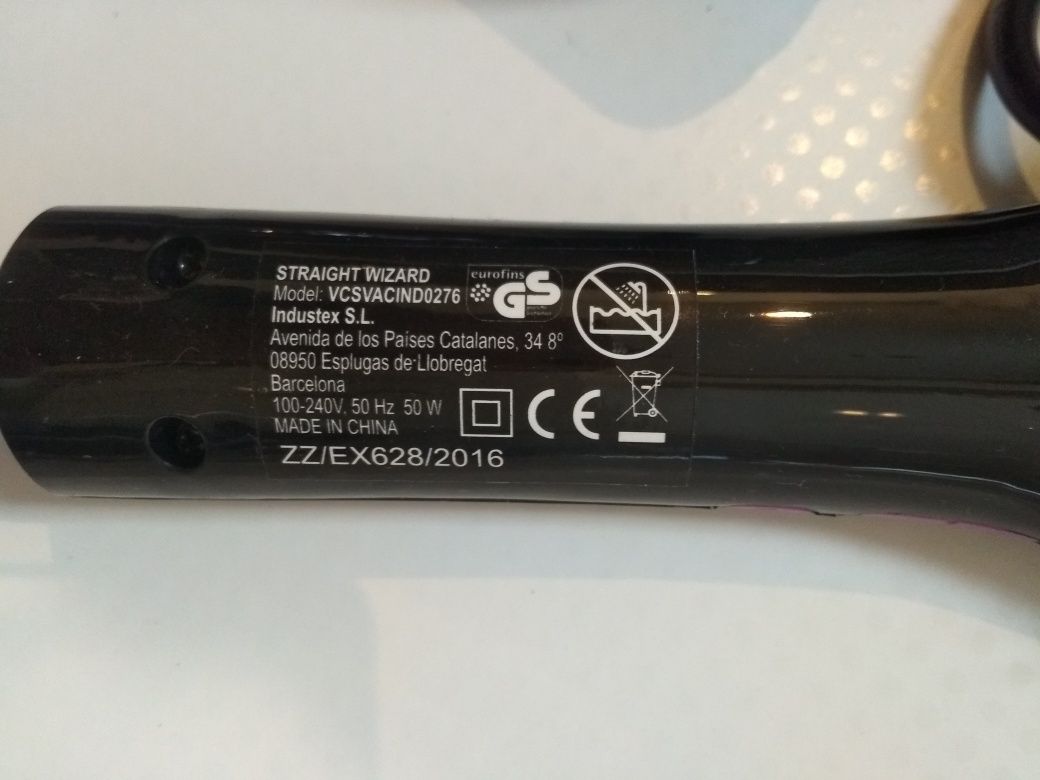 STRAIGHT WIZARD
Model: VCSVACIND0276
Industex S.L.
Avenida de los Países Catalanes, 34 8º
08950 Esplugas de Llobregat
Barcelona
100-240V. 50 Hz 50 W
MADE IN CHINA
ZZ/EX628/2016
eurofins
GS
CE